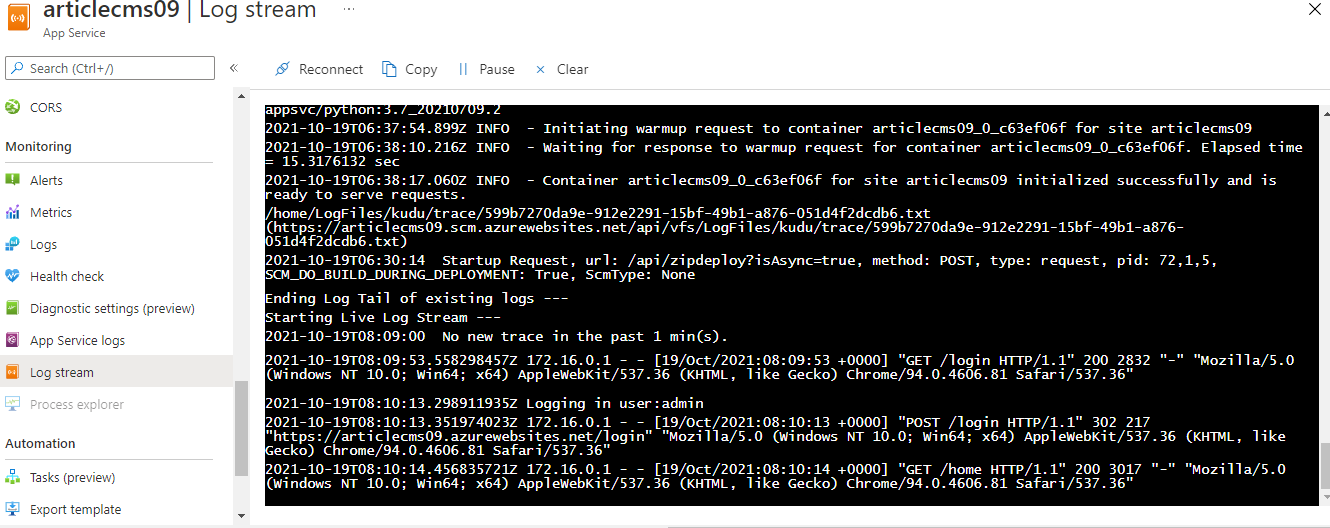 articlecms09 | Log stream ...
App Service
Search (Ctrl+/)
«
Reconnect
Copy
Pause
Clear
CORS
Monitoring
Alerts
Metrics
Logs
Health check
Diagnostic settings (preview)
App Service logs
Log stream
Process explorer
Automation
Tasks (preview)
Export template
appsvc/python:3.7_20210709.2
2021-10-19T06:37:54.899Z INFO  - Initiating warmup request to container articlecms09_0_c63ef06f for site articlecms09
2021-10-19T06:38:10.216Z INFO  - Waiting for response to warmup request for container articlecms09_0_c63ef06f. Elapsed time
= 15.3176132 sec
2021-10-19T06:38:17.060Z INFO  - Container articlecms09_0_c63ef06f for site articlecms09 initialized successfully and is
ready to serve requests.
/home/LogFiles/kudu/trace/599b7270da9e-912e2291-15bf-49b1-a876-051d4f2dcdb6.txt
(https://articlecms09.scm.azurewebsites.net/api/vfs/LogFiles/kudu/trace/599b7270da9e-912e2291-15bf-49b1-a876-
051d4f2dcdb6.txt)
2021-10-19T06:30:14  Startup Request, url: /api/zipdeploy?isAsync=true, method: POST, type: request, pid: 72,1,5,
SCM_DO_BUILD_DURING_DEPLOYMENT: True, ScmType: None
Ending Log Tail of existing logs ---
Starting Live Log Stream ---
2021-10-19T08:09:00  No new trace in the past 1 min(s).
2021-10-19T08:09:53.558298457Z 172.16.0.1 - - [19/Oct/2021:08:09:53 +0000] "GET /login HTTP/1.1" 200 2832 "-" "Mozilla/5.0
(Windows NT 10.0; Win64; x64) AppleWebKit/537.36 (KHTML, like Gecko) Chrome/94.0.4606.81 Safari/537.36"
2021-10-19T08:10:13.298911935Z Logging in user:admin
2021-10-19T08:10:13.351974023Z 172.16.0.1 - - [19/Oct/2021:08:10:13 +0000] "POST /login HTTP/1.1" 302 217
"https://articlecms09.azurewebsites.net/login" "Mozilla/5.0 (Windows NT 10.0; Win64; x64) AppleWebKit/537.36 (KHTML, like
Gecko) Chrome/94.0.4606.81 Safari/537.36"
2021-10-19T08:10:14.456835721Z 172.16.0.1 - - [19/Oct/2021:08:10:14 +0000] "GET /home HTTP/1.1" 200 3017 "-" "Mozilla/5.0
(Windows NT 10.0; Win64; x64) AppleWebKit/537.36 (KHTML, like Gecko) Chrome/94.0.4606.81 Safari/537.36"